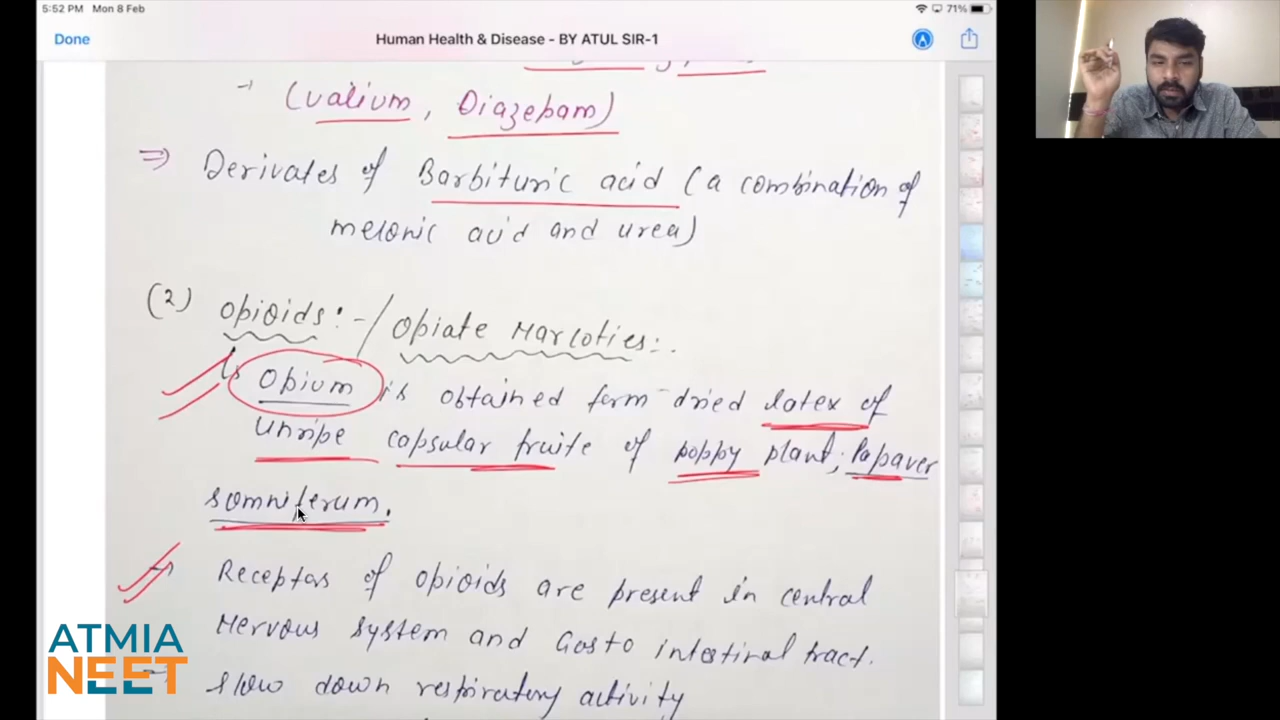 5:52 PM Mon 8 Feb
71%
Done
Human Health & Disease - BY ATUL SIR-1
(Valium, Diazepam)
⇒ Derivates of Barbituric acid (a combination of
melonic acid and urea)
(2) Opioids:-/Opiate Narcoties:-
Opium is obtained form dried latex of
unripe capsular fruite of poppy plant; Papaver
somniferum.
→ Receptas of opioids are present in central
Nervous system and Gasto intestinal tract.
→ Slow down respiratory activity
ATMIA
NEET